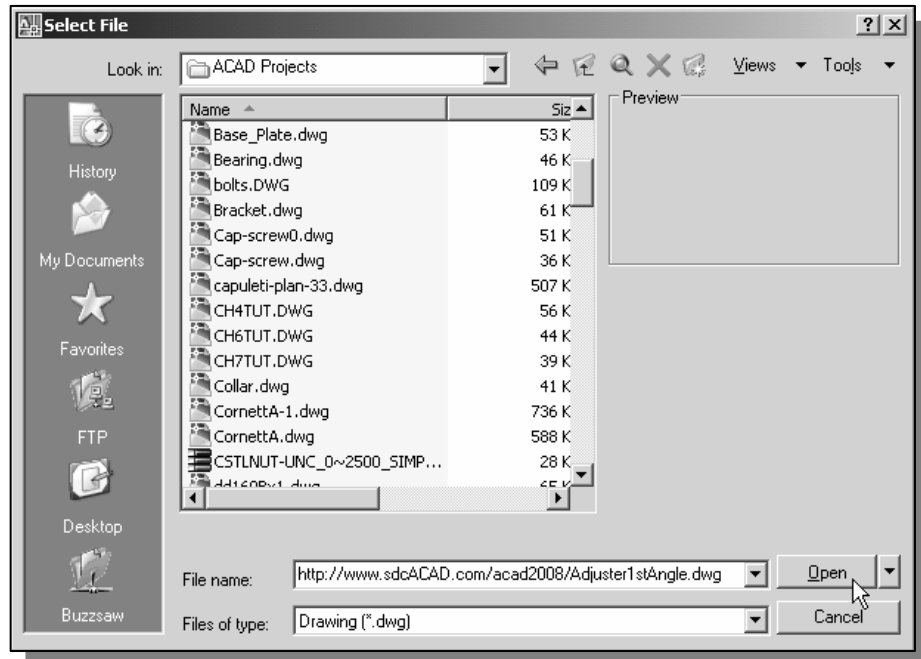 Select File
Look in:
ACAD Projects
Views
Tools
History
My Documents
Favorites
FTP
Desktop
Buzzsaw
Name Siz
Base_Plate.dwg 53 K
Bearing.dwg 46 K
bolts.DWG 109 K
Bracket.dwg 61 K
Cap-screw0.dwg 51 K
Cap-screw.dwg 36 K
capuleti-plan-33.dwg 507 K
CH4TUT.DWG 56 K
CH6TUT.DWG 44 K
CH7TUT.DWG 39 K
Collar.dwg 41 K
CornettA-1.dwg 736 K
CornettA.dwg 588 K
CSTLNUT-UNC_0~2500_SIMP... 28 K
Preview
File name:
http://www.sdcACAD.com/acad2008/Adjuster1stAngle.dwg
Open
Files of type:
Drawing (*.dwg)
Cancel